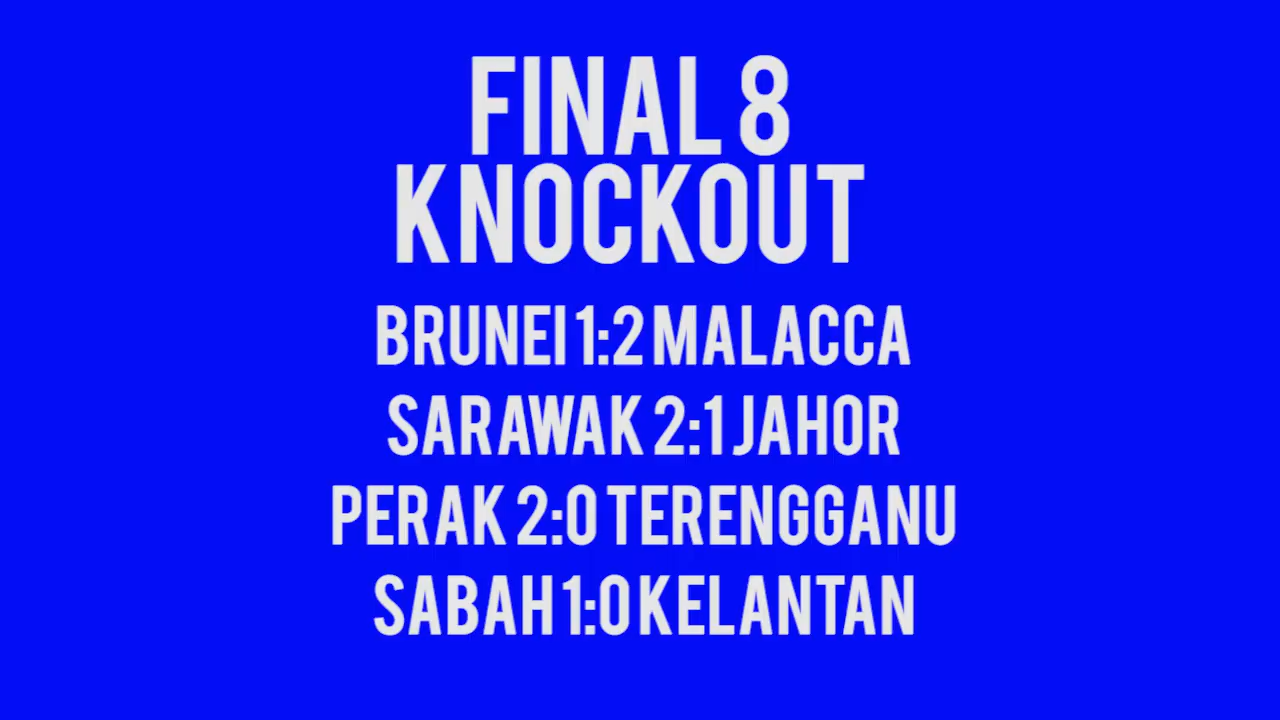 FINAL 8
KNOCKOUT
BRUNEI 1:2 MALACCA
SARAWAK 2:1 JAHOR
PERAK 2:0 TERENGGANU
SABAH 1:0 KELANTAN